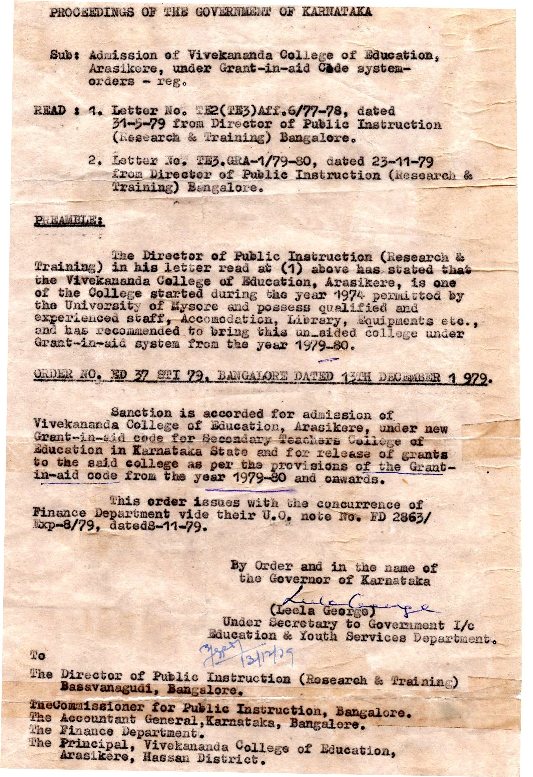 PROCEEDINGS OF THE GOVERNMENT OF KARNATAKA
Sub: Admission of Vivekananda College of Education,
Arasikere, under Grant-in-aid Code system-
orders - reg.
READ : 1. Letter No. TE2(TE3)Aff.6/77-78, dated
31-5-79 from Director of Public Instruction
(Research & Training) Bangalore.
2. Letter No. TE3.GRA-1/79-80, dated 23-11-79
from Director of Public Instruction (Research &
Training) Bangalore.
PREAMBLE:
The Director of Public Instruction (Research &
Training) in his letter read at (1) above has stated that
the Vivekananda College of Education, Arasikere, is one
of the College started during the year 1974 permitted by
the University of Mysore and possess qualified and
experienced staff, Accomodation, Library, Equipments etc.,
and has recommended to bring this un-aided college under
Grant-in-aid system from the year 1979-80.
ORDER NO. ED 37 STI 79, BANGALORE DATED 13TH DECEMBER 1 979.
Sanction is accorded for admission of
Vivekananda College of Education, Arasikere, under new
Grant-in-aid code for Secondary Teachers College of
Education in Karnataka State and for release of grants
to the said college as per the provisions of the Grant-
in-aid code from the year 1979-80 and onwards.
This order issues with the concurrence of
Finance Department vide their U.O. note No. FD 2863/
Exp-8/79, dated8-11-79.
By Order and in the name of
the Governor of Karnataka
Leela George
(Leela George)
Under Secretary to Government I/c
Education & Youth Services Department.
13/12/79
To
The Director of Public Instruction (Research & Training)
Basavanagudi, Bangalore.
TheCommissioner for Public Instruction, Bangalore.
The Accountant General,Karnataka, Bangalore.
The Finance Department.
The Principal, Vivekananda College of Education,
Arasikere, Hassan District.